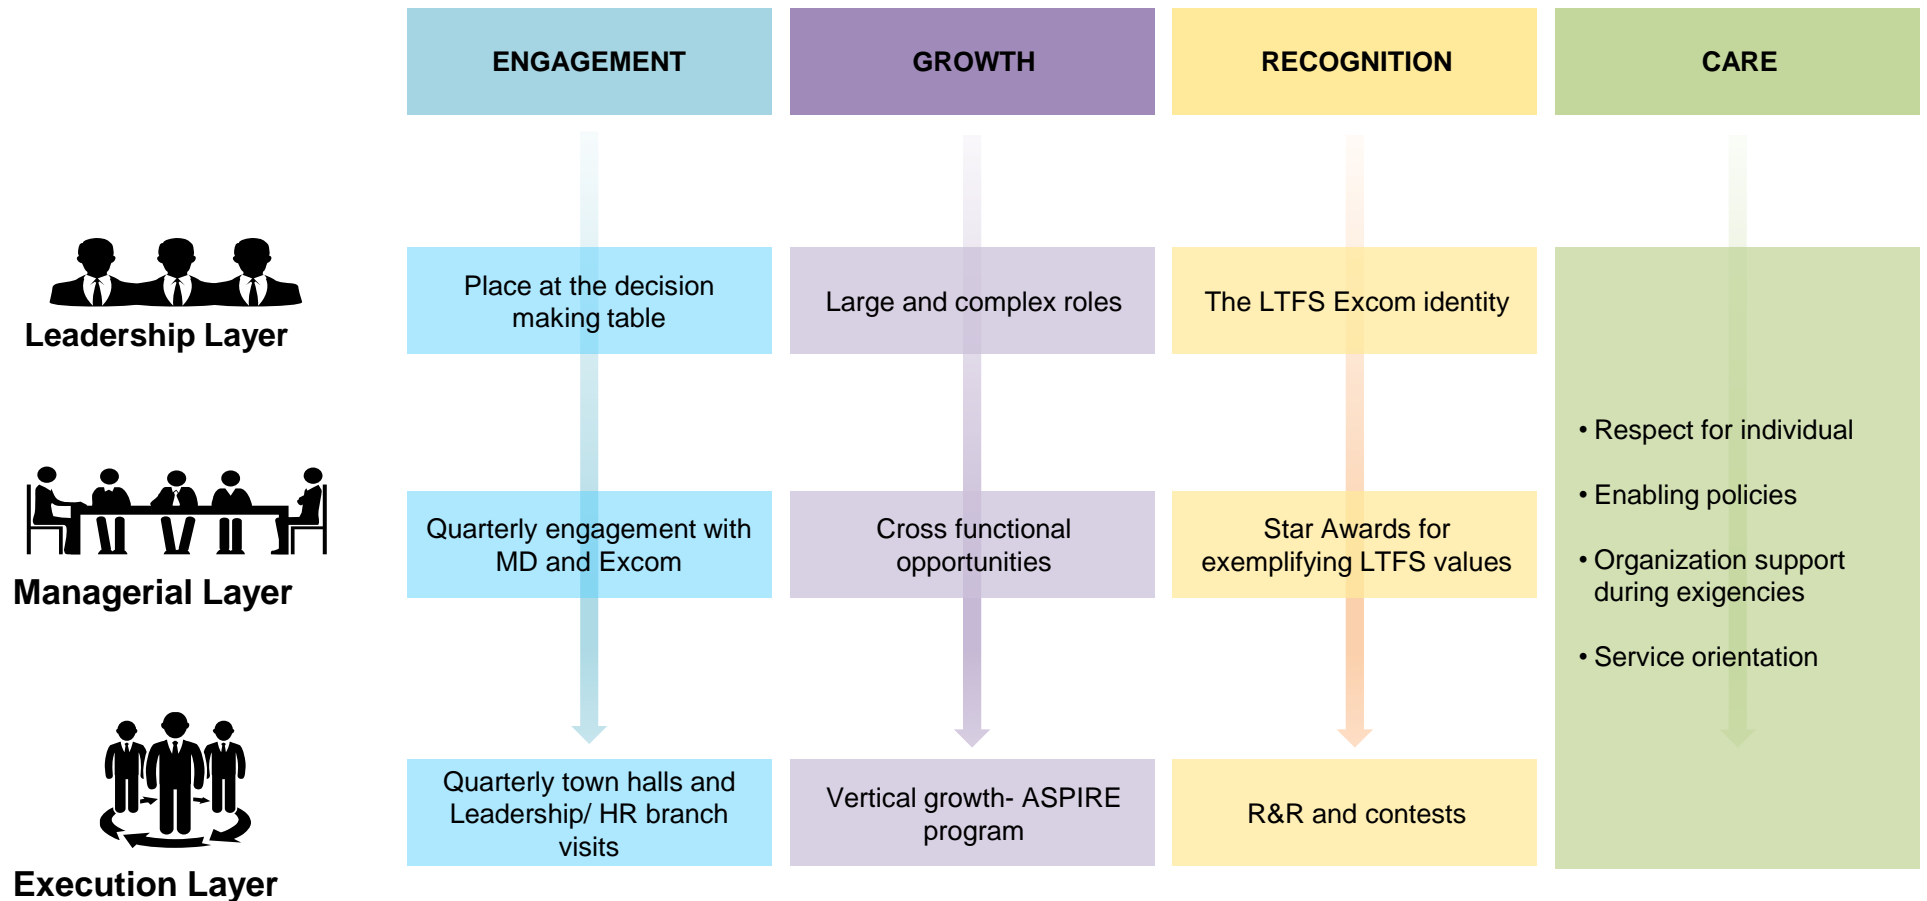 ENGAGEMENT
GROWTH
RECOGNITION
CARE
Leadership Layer
Place at the decision
making table
Large and complex roles
The LTFS Excom identity
Managerial Layer
Quarterly engagement with
MD and Excom
Cross functional
opportunities
Star Awards for
exemplifying LTFS values
Execution Layer
Quarterly town halls and
Leadership/ HR branch
visits
Vertical growth- ASPIRE
program
R&R and contests
• Respect for individual
• Enabling policies
• Organization support
during exigencies
• Service orientation